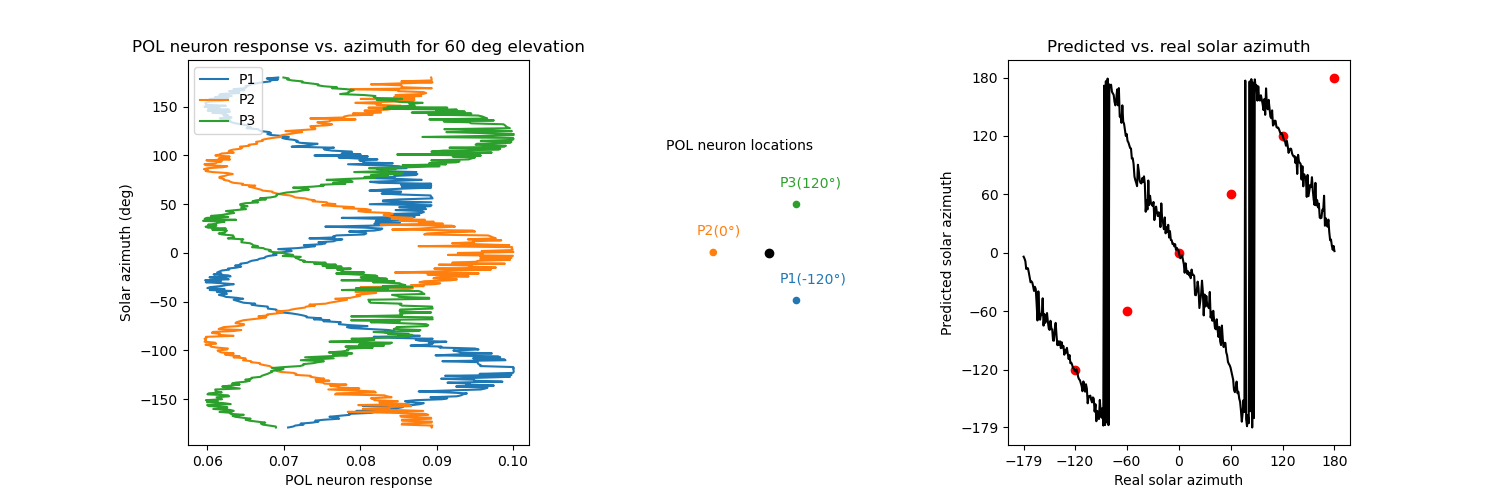 POL neuron response vs. azimuth for 60 deg elevation
P1
P2
P3
150
100
50
0
−50
−100
−150
Solar azimuth (deg)
0.06 0.07 0.08 0.09 0.10
POL neuron response
POL neuron locations
P3(120°)
P2(0°)
P1(-120°)
Predicted vs. real solar azimuth
180
120
60
0
−60
−120
−179
Predicted solar azimuth
−179 −120 −60 0 60 120 180
Real solar azimuth